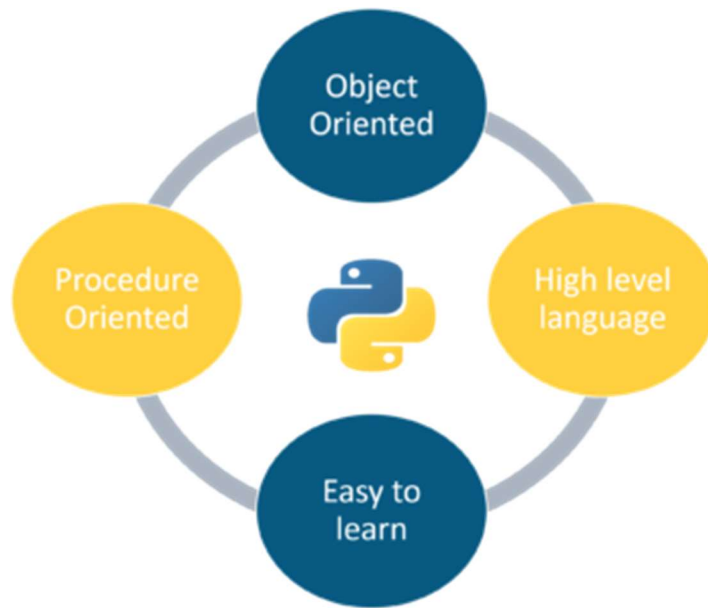 Object
Oriented
Procedure
Oriented
High level
language
Easy to
learn